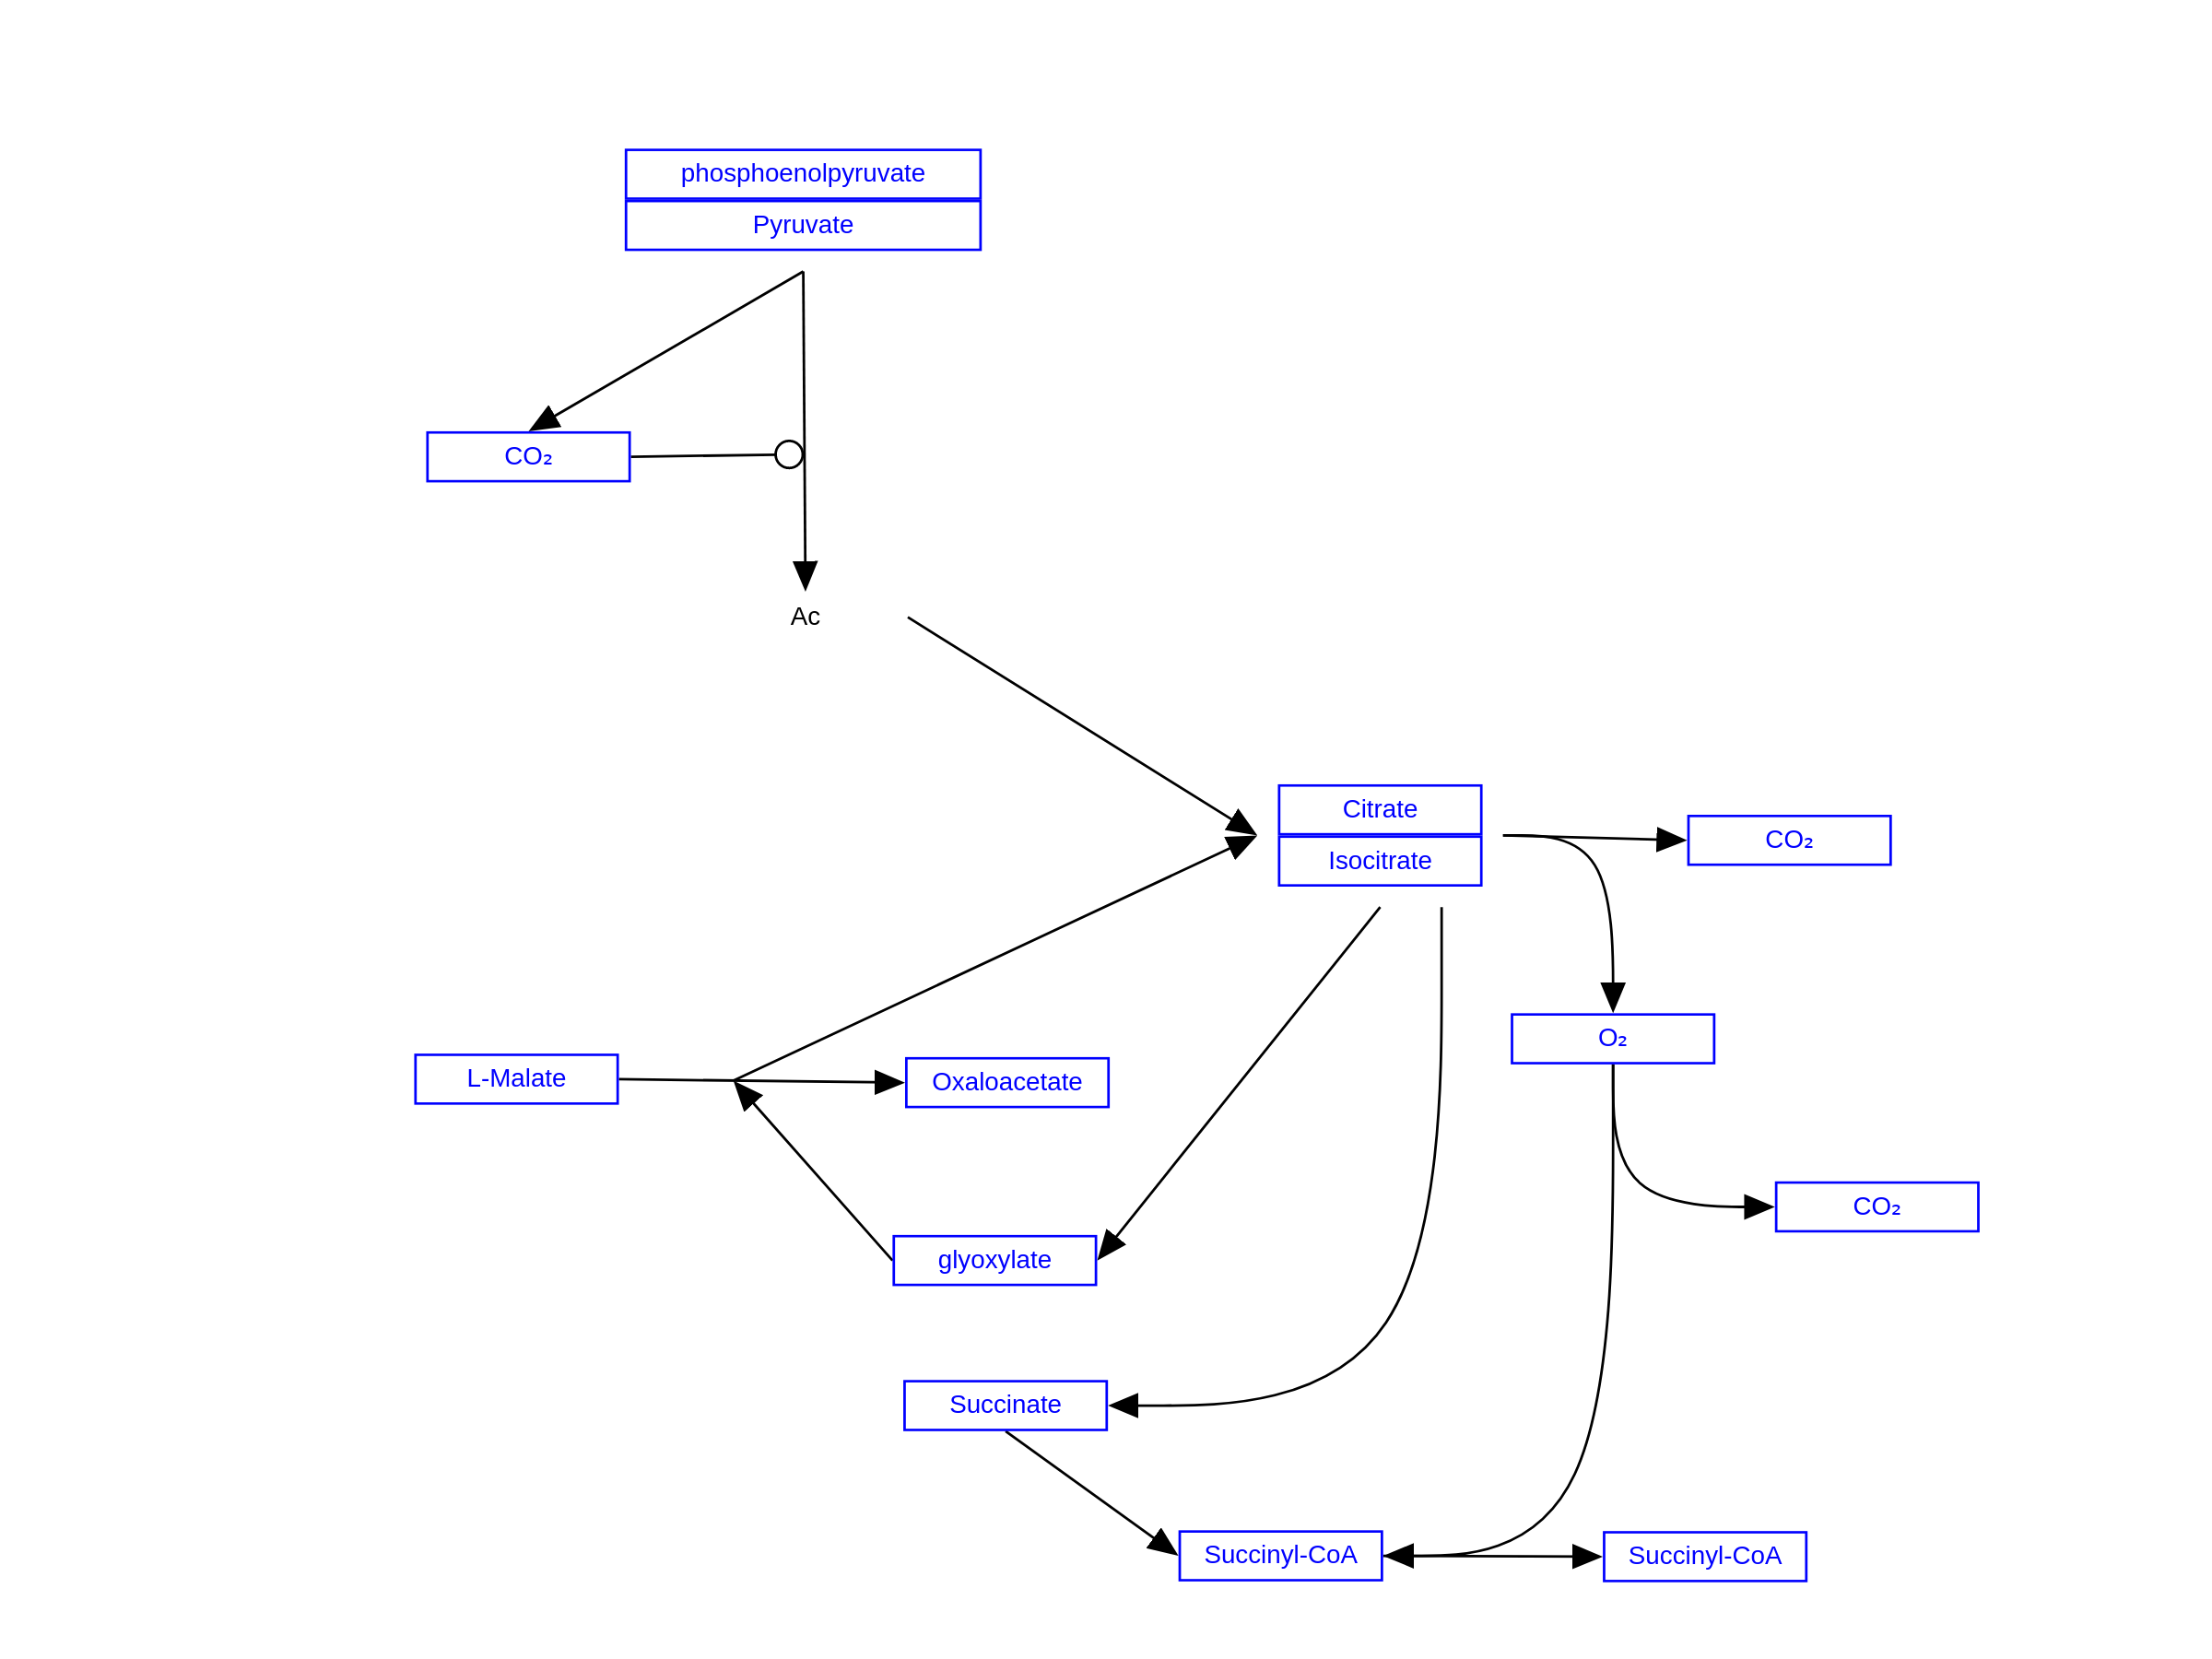 phosphoenolpyruvate
Pyruvate
CO₂
Ac
Citrate
Isocitrate
CO₂
O₂
L-Malate
Oxaloacetate
CO₂
glyoxylate
Succinate
Succinyl-CoA
Succinyl-CoA